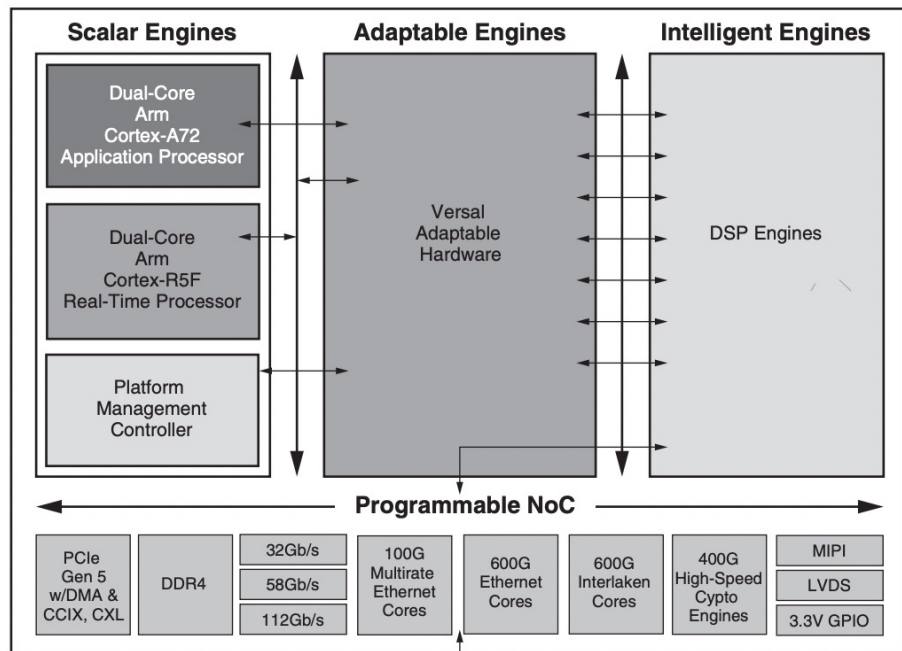 Scalar Engines
Adaptable Engines
Intelligent Engines
Dual-Core
Arm
Cortex-A72
Application Processor
Dual-Core
Arm
Cortex-R5F
Real-Time Processor
Platform
Management
Controller
Versal
Adaptable
Hardware
DSP Engines
Programmable NoC
PCIe
Gen 5
w/DMA &
CCIX, CXL
DDR4
32Gb/s
58Gb/s
112Gb/s
100G
Multirate
Ethernet
Cores
600G
Ethernet
Cores
600G
Interlaken
Cores
400G
High-Speed
Cypto
Engines
MIPI
LVDS
3.3V GPIO